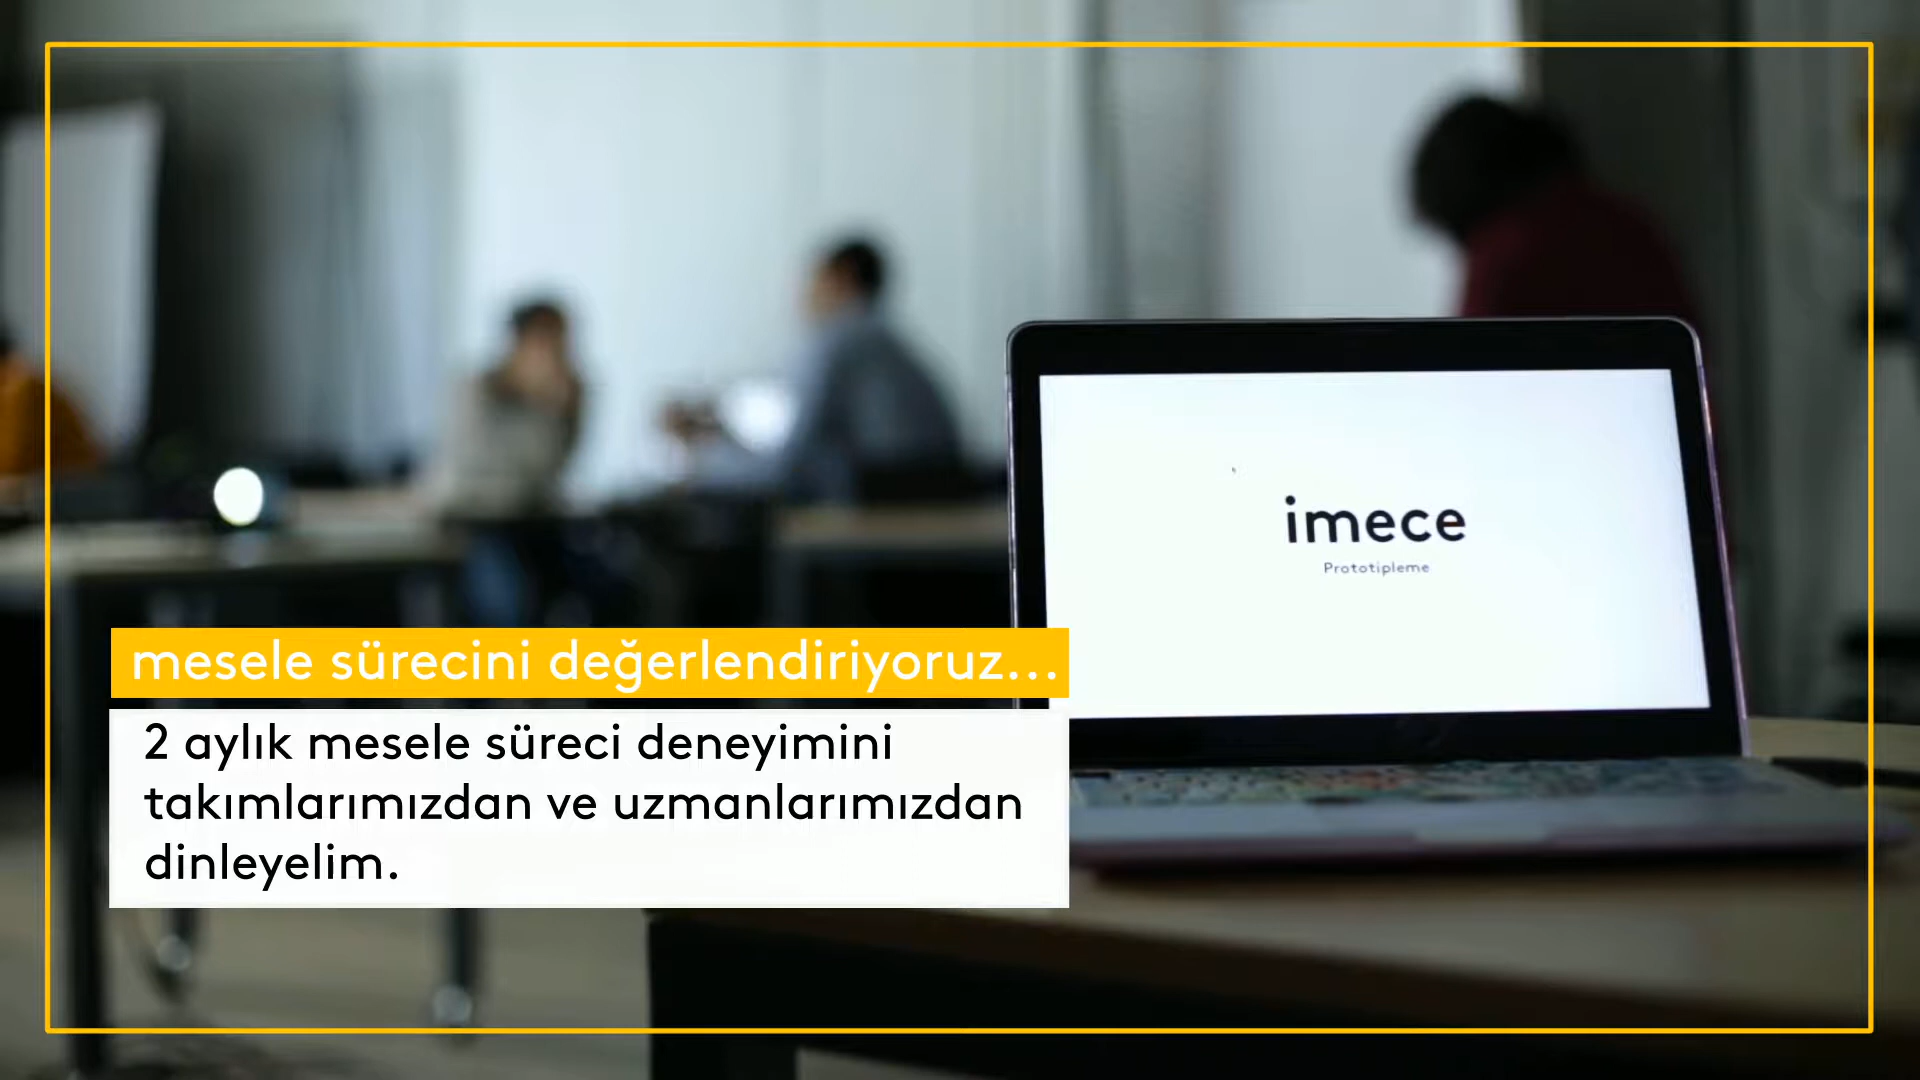 imece
Prototipleme
mesele sürecini değerlendiriyoruz...
2 aylık mesele süreci deneyimini
takımlarımızdan ve uzmanlarımızdan
dinleyelim.